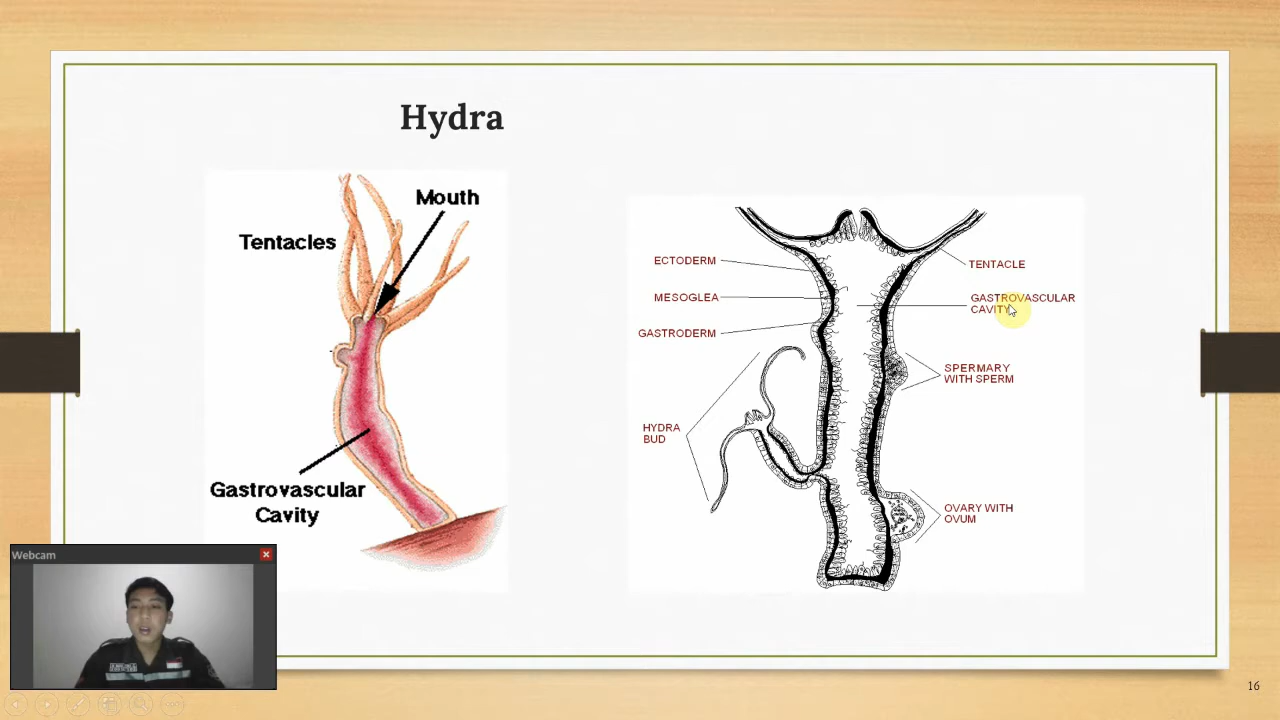 Hydra
Mouth
Tentacles
Gastrovascular
Cavity
ECTODERM
MESOGLEA
GASTRODERM
HYDRA
BUD
TENTACLE
GASTROVASCULAR
CAVITY
SPERMARY
WITH SPERM
OVARY WITH
OVUM
Webcam
16